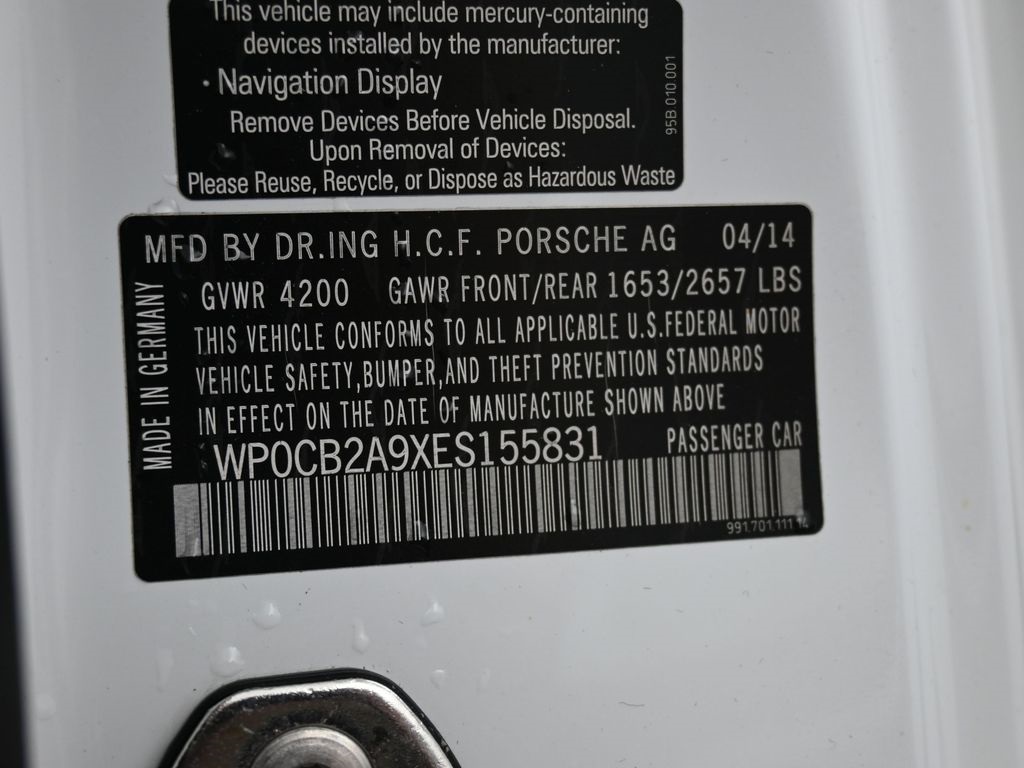 This vehicle may include mercury-containing
devices installed by the manufacturer:
· Navigation Display
Remove Devices Before Vehicle Disposal.
Upon Removal of Devices:
Please Reuse, Recycle, or Dispose as Hazardous Waste
95B 010 001
MFD BY DR.ING H.C.F. PORSCHE AG 04/14
GVWR 4200 GAWR FRONT/REAR 1653/2657 LBS
THIS VEHICLE CONFORMS TO ALL APPLICABLE U.S.FEDERAL MOTOR
VEHICLE SAFETY,BUMPER,AND THEFT PREVENTION STANDARDS
IN EFFECT ON THE DATE OF MANUFACTURE SHOWN ABOVE
WP0CB2A9XES155831 PASSENGER CAR
991.701.111 14
MADE IN GERMANY